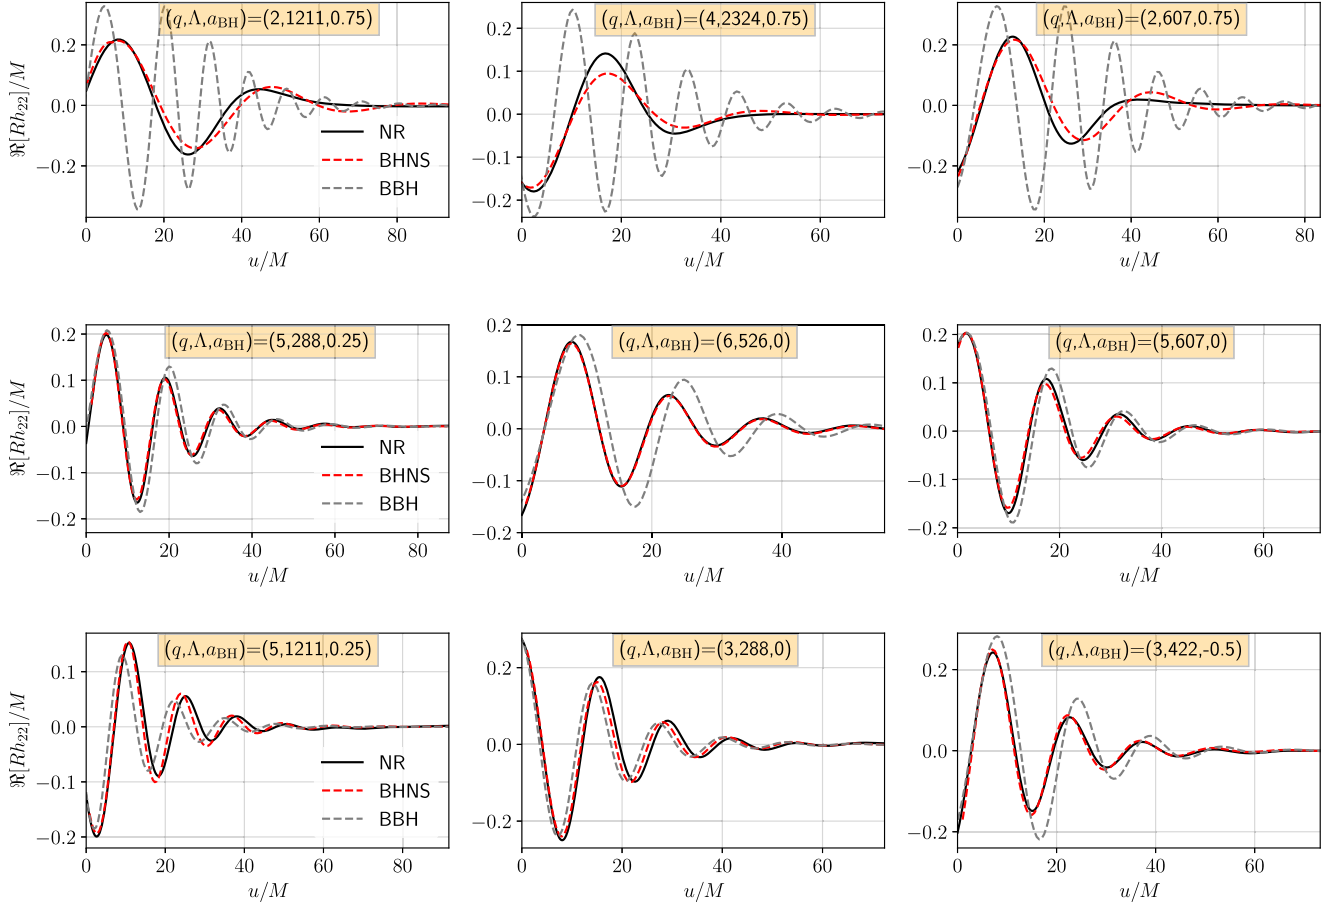 (q,Λ,a_BH)=(2,1211,0.75)
ℜ[Rh₂₂]/M
0.2
0.0
−0.2
NR
BHNS
BBH
0 20 40 60 80
u/M
(q,Λ,a_BH)=(4,2324,0.75)
0.2
0.1
0.0
−0.1
−0.2
0 20 40 60
u/M
(q,Λ,a_BH)=(2,607,0.75)
0.2
0.0
−0.2
0 20 40 60 80
u/M
(q,Λ,a_BH)=(5,288,0.25)
ℜ[Rh₂₂]/M
0.2
0.1
0.0
−0.1
−0.2
NR
BHNS
BBH
0 20 40 60 80
u/M
(q,Λ,a_BH)=(6,526,0)
0.2
0.1
0.0
−0.1
−0.2
0 20 40
u/M
(q,Λ,a_BH)=(5,607,0)
0.2
0.1
0.0
−0.1
−0.2
0 20 40 60
u/M
(q,Λ,a_BH)=(5,1211,0.25)
ℜ[Rh₂₂]/M
0.1
0.0
−0.1
−0.2
NR
BHNS
BBH
0 20 40 60 80
u/M
(q,Λ,a_BH)=(3,288,0)
0.2
0.0
−0.2
0 20 40 60
u/M
(q,Λ,a_BH)=(3,422,-0.5)
0.2
0.0
−0.2
0 20 40 60
u/M